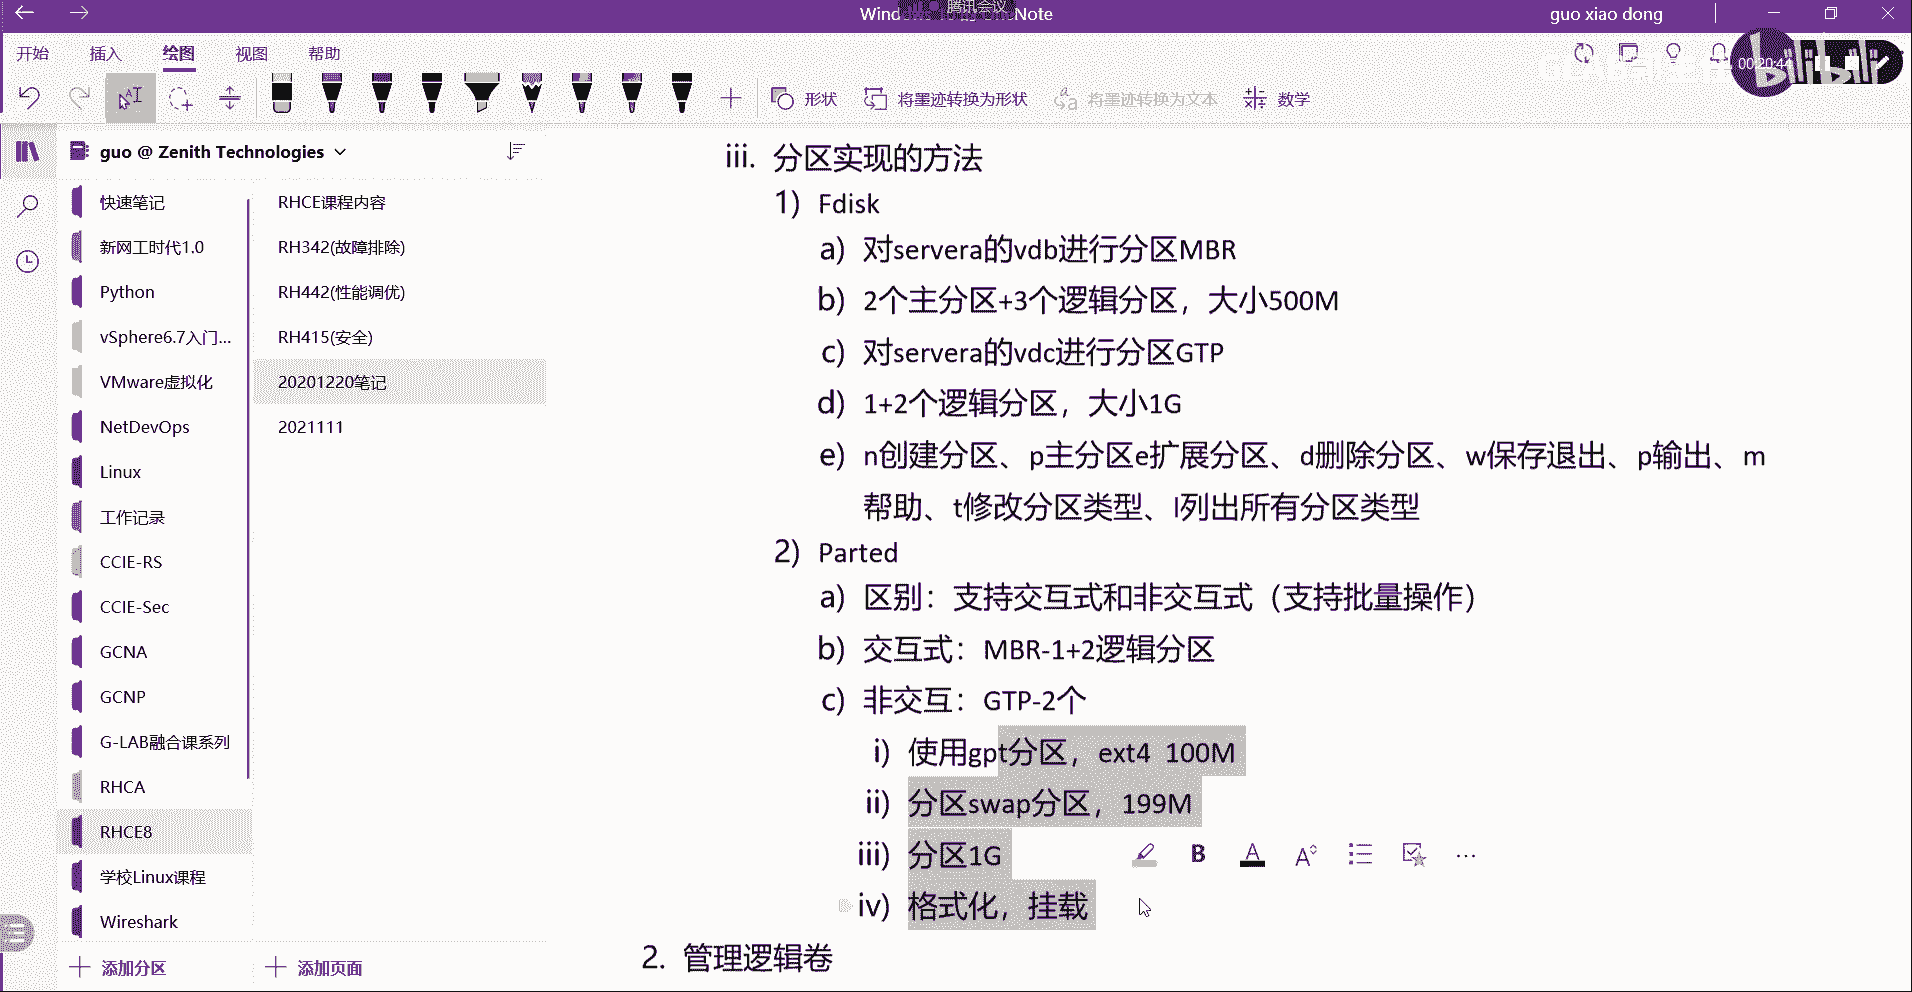 腾讯会议
Wind
Note
guo xiao dong
开始
插入
绘图
视图
帮助
00:20:44
bilibili
形状
将墨迹转换为形状
将墨迹转换为文本
数学
guo @ Zenith Technologies
快速笔记
新网工时代1.0
Python
vSphere6.7入门...
VMware虚拟化
NetDevOps
Linux
工作记录
CCIE-RS
CCIE-Sec
GCNA
GCNP
G-LAB融合课系列
RHCA
RHCE8
学校Linux课程
Wireshark
添加分区
RHCE课程内容
RH342(故障排除)
RH442(性能调优)
RH415(安全)
20201220笔记
2021111
添加页面
iii. 分区实现的方法
1) Fdisk
a) 对servera的vdb进行分区MBR
b) 2个主分区+3个逻辑分区，大小500M
c) 对servera的vdc进行分区GTP
d) 1+2个逻辑分区，大小1G
e) n创建分区、p主分区e扩展分区、d删除分区、w保存退出、p输出、m
帮助、t修改分区类型、l列出所有分区类型
2) Parted
a) 区别：支持交互式和非交互式（支持批量操作）
b) 交互式：MBR-1+2逻辑分区
c) 非交互：GTP-2个
i) 使用gpt分区，ext4 100M
ii) 分区swap分区，199M
iii) 分区1G
iv) 格式化，挂载
2. 管理逻辑卷